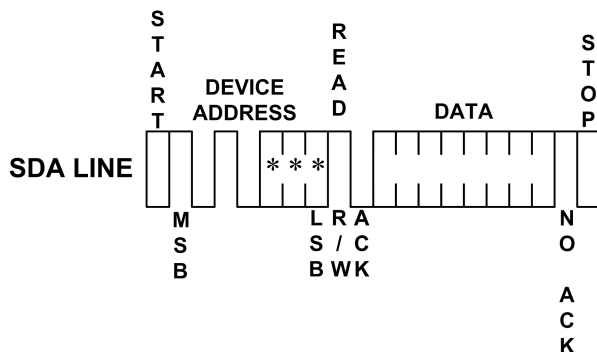 START
READ
STOP
DEVICE
ADDRESS
DATA
SDA LINE
* * *
MSB
LSB
R/W
ACK
NO ACK